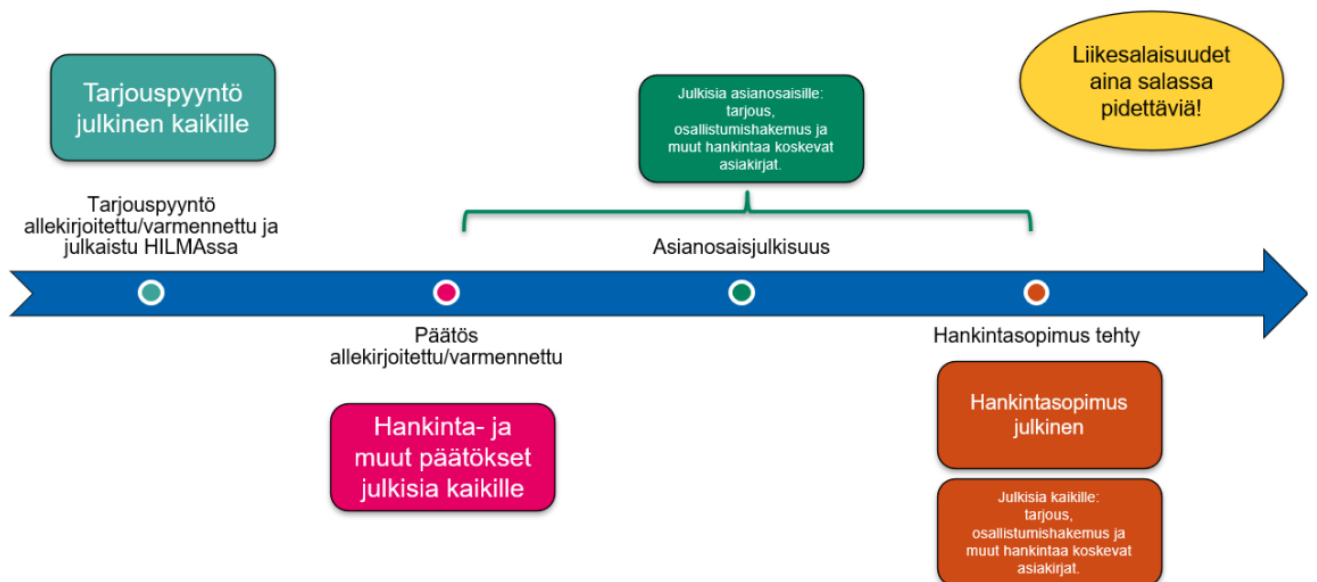 Tarjouspyyntö
julkinen kaikille
Julkisia asianosaisille:
tarjous,
osallistumishakemus ja
muut hankintaa koskevat
asiakirjat.
Liikesalaisuudet
aina salassa
pidettäviä!
Tarjouspyyntö
allekirjoitettu/varmennettu ja
julkaistu HILMAssa
Asianosaisjulkisuus
Päätös
allekirjoitettu/varmennettu
Hankintasopimus tehty
Hankinta- ja
muut päätökset
julkisia kaikille
Hankintasopimus
julkinen
Julkisia kaikille:
tarjous,
osallistumishakemus ja
muut hankintaa koskevat
asiakirjat.